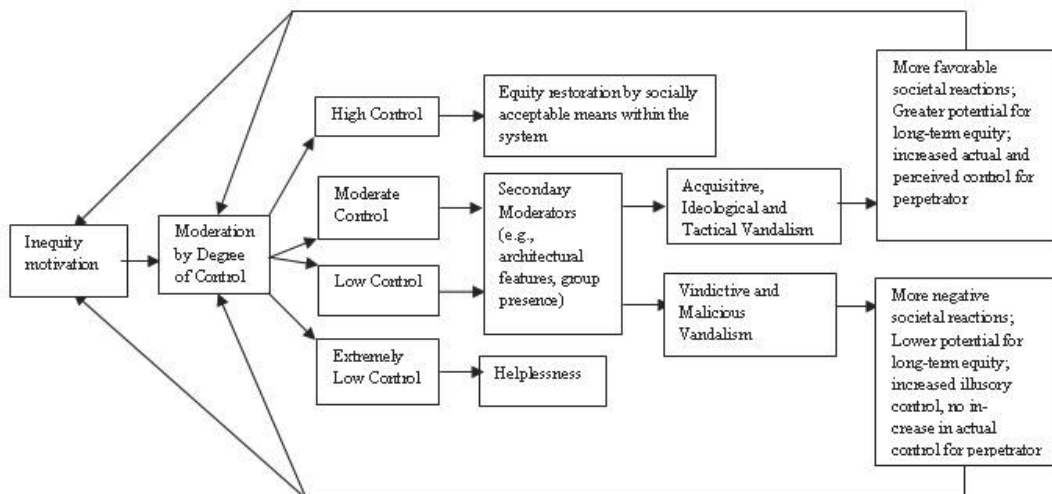 Inequity
motivation
Moderation
by Degree
of Control
High Control
Equity restoration by socially
acceptable means within the
system
Moderate
Control
Low Control
Extremely
Low Control
Helplessness
Secondary
Moderators
(e.g.,
architectural
features, group
presence)
Acquisitive,
Ideological and
Tactical Vandalism
Vindictive and
Malicious
Vandalism
More favorable
societal reactions;
Greater potential for
long-term equity;
increased actual and
perceived control for
perpetrator
More negative
societal reactions;
Lower potential for
long-term equity;
increased illusory
control, no in-
crease in actual
control for perpetrator